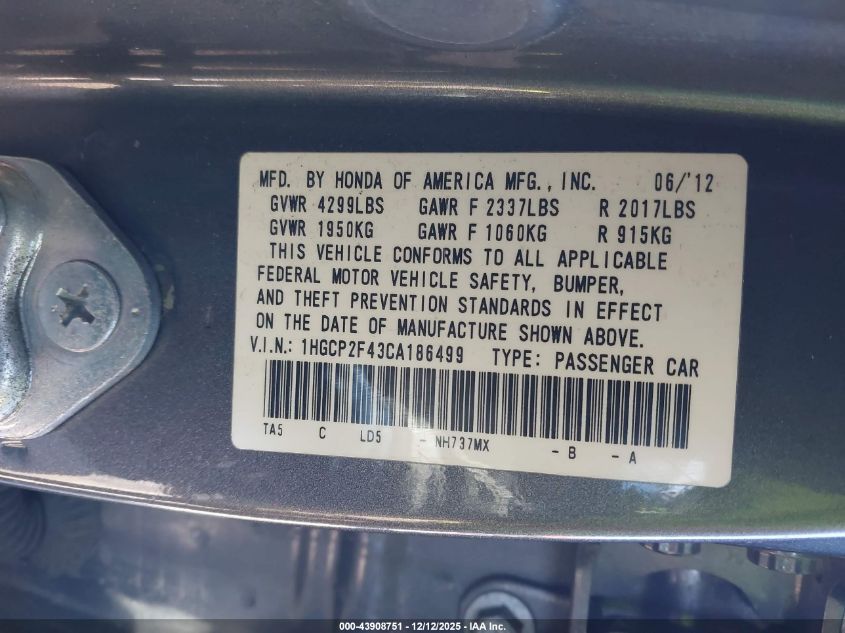 MFD. BY HONDA OF AMERICA MFG., INC. 06/'12
GVWR 4299LBS GAWR F 2337LBS R 2017LBS
GVWR 1950KG GAWR F 1060KG R 915KG
THIS VEHICLE CONFORMS TO ALL APPLICABLE
FEDERAL MOTOR VEHICLE SAFETY, BUMPER,
AND THEFT PREVENTION STANDARDS IN EFFECT
ON THE DATE OF MANUFACTURE SHOWN ABOVE.
V.I.N.: 1HGCP2F43CA186499 TYPE: PASSENGER CAR
TA5 C LD5 - NH737MX - B - A
000-43908751 - 12/12/2025 - IAA Inc.